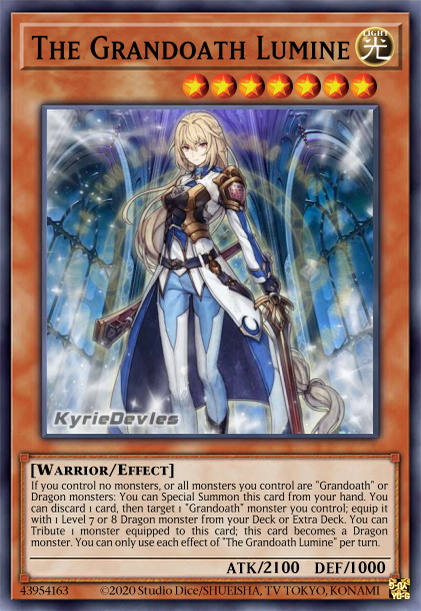 The Grandoath Lumine
LIGHT
光
KyrieDevles
[Warrior/Effect]
If you control no monsters, or all monsters you control are "Grandoath" or
Dragon monsters: You can Special Summon this card from your hand. You
can discard 1 card, then target 1 "Grandoath" monster you control; equip it
with 1 Level 7 or 8 Dragon monster from your Deck or Extra Deck. You can
Tribute 1 monster equipped to this card; this card becomes a Dragon
monster. You can only use each effect of "The Grandoath Lumine" per turn.
ATK/2100 DEF/1000
43954163 ©2020 Studio Dice/SHUEISHA, TV TOKYO, KONAMI